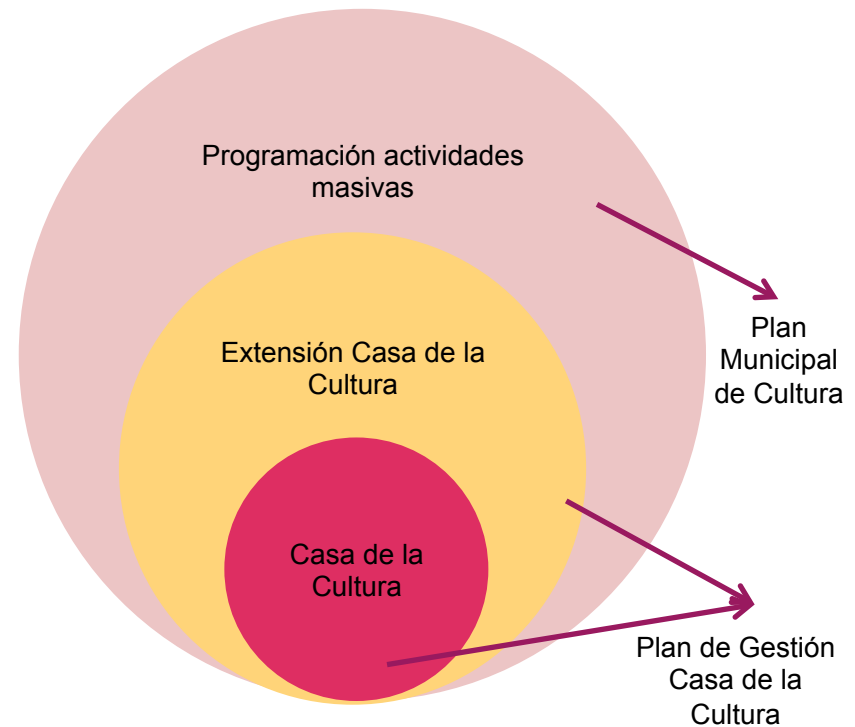 Programación actividades
masivas
Extensión Casa de la
Cultura
Casa de la
Cultura
Plan
Municipal
de Cultura
Plan de Gestión
Casa de la
Cultura